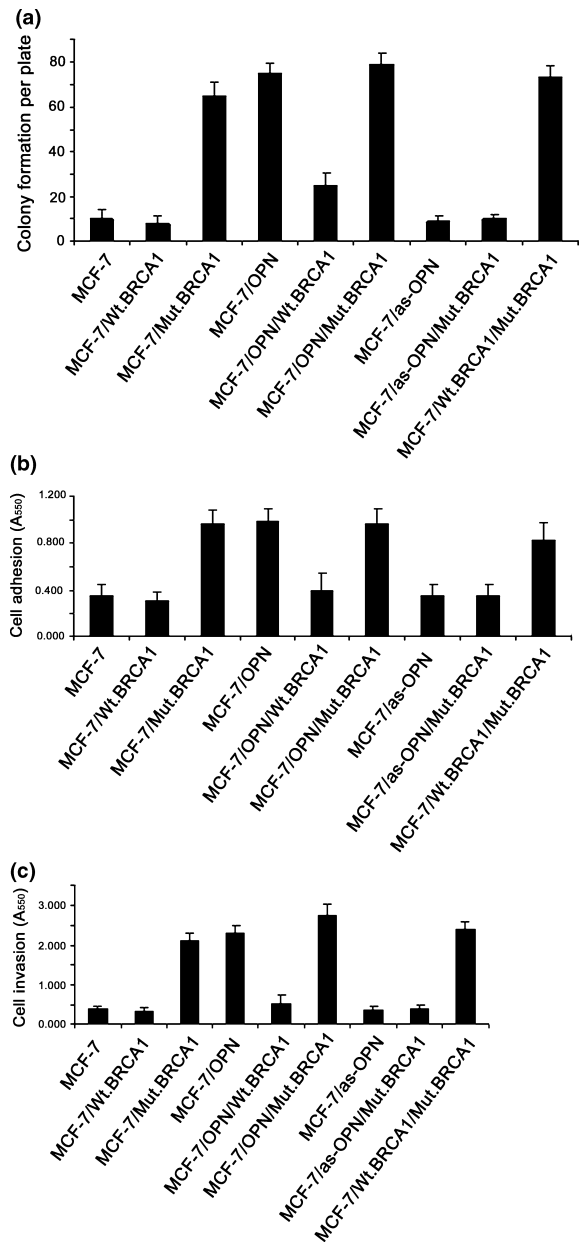 (a)
Colony formation per plate
80
60
40
20
0
MCF-7
MCF-7/Wt.BRCA1
MCF-7/Mut.BRCA1
MCF-7/OPN
MCF-7/OPN/Wt.BRCA1
MCF-7/OPN/Mut.BRCA1
MCF-7/as-OPN
MCF-7/as-OPN/Mut.BRCA1
MCF-7/Wt.BRCA1/Mut.BRCA1
(b)
Cell adhesion (A550)
1.200
0.800
0.400
0.000
MCF-7
MCF-7/Wt.BRCA1
MCF-7/Mut.BRCA1
MCF-7/OPN
MCF-7/OPN/Wt.BRCA1
MCF-7/OPN/Mut.BRCA1
MCF-7/as-OPN
MCF-7/as-OPN/Mut.BRCA1
MCF-7/Wt.BRCA1/Mut.BRCA1
(c)
Cell invasion (A550)
3.000
2.000
1.000
0.000
MCF-7
MCF-7/Wt.BRCA1
MCF-7/Mut.BRCA1
MCF-7/OPN
MCF-7/OPN/Wt.BRCA1
MCF-7/OPN/Mut.BRCA1
MCF-7/as-OPN
MCF-7/as-OPN/Mut.BRCA1
MCF-7/Wt.BRCA1/Mut.BRCA1